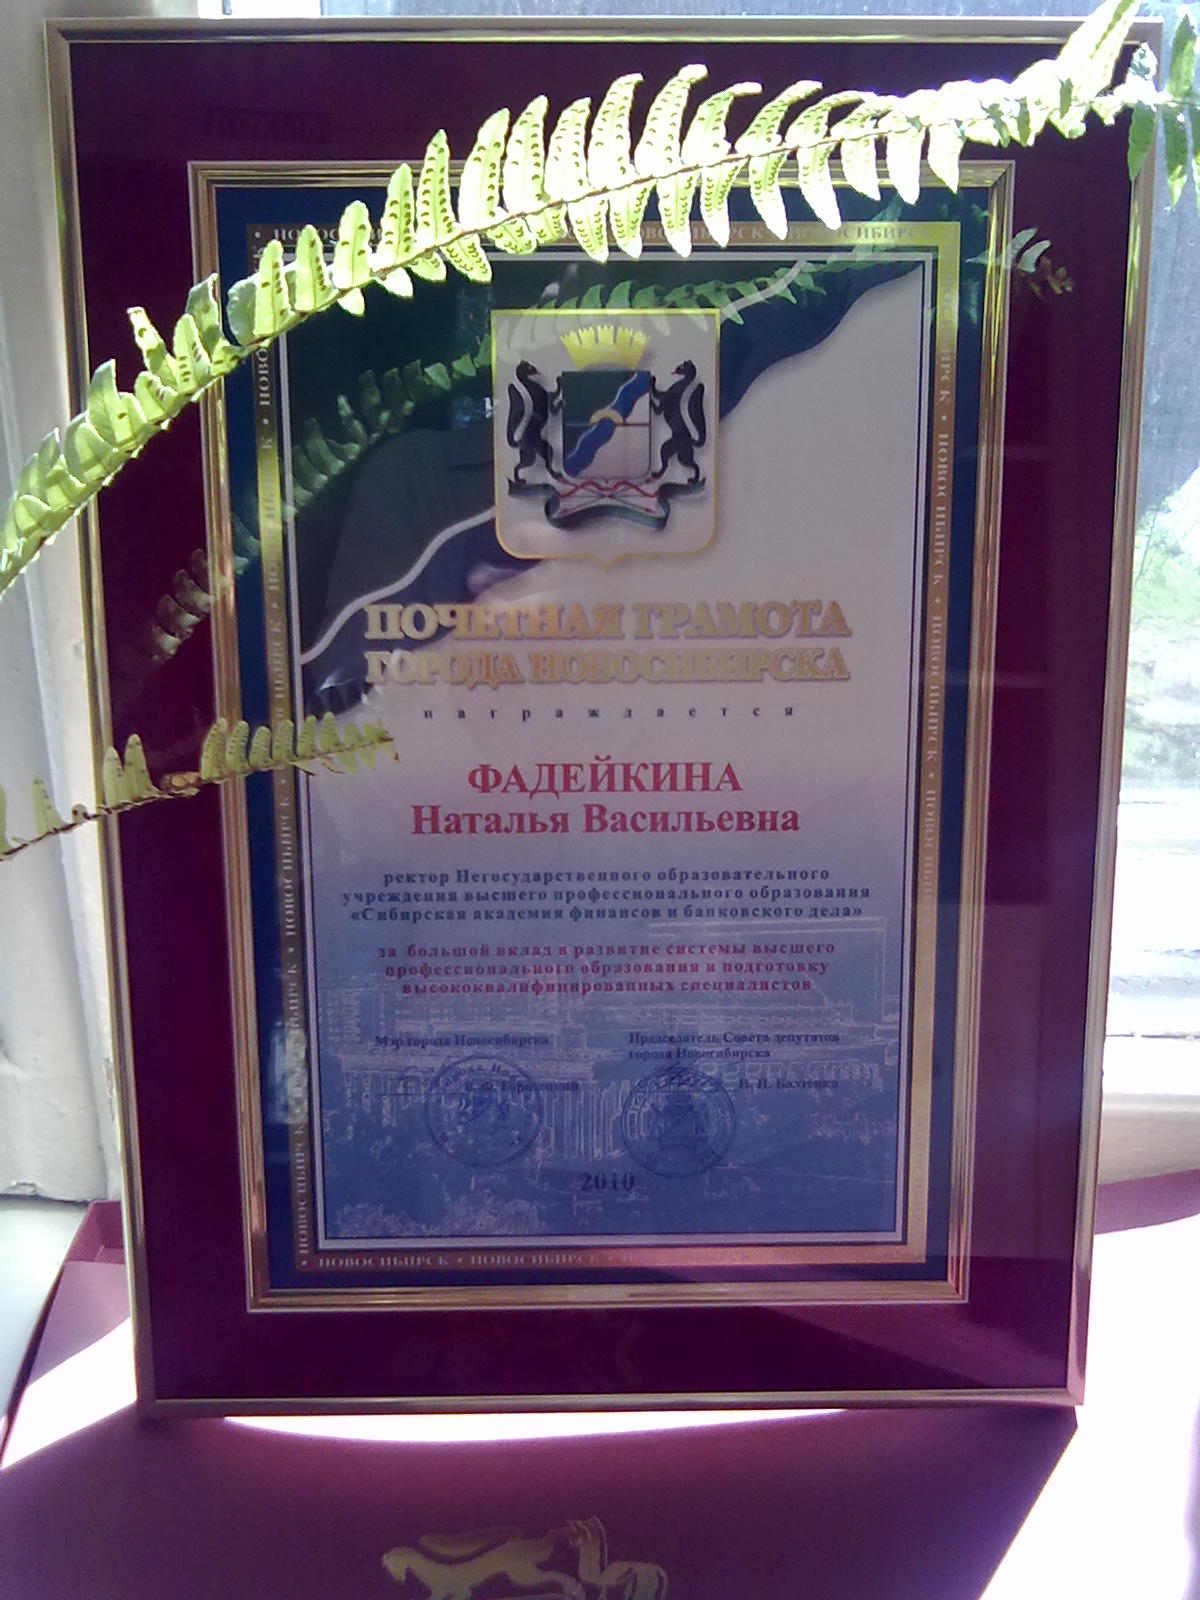 ПОЧЕТНАЯ ГРАМОТА
ГОРОДА НОВОСИБИРСКА
награждается
ФАДЕЙКИНА
Наталья Васильевна
ректор Негосударственного образовательного
учреждения высшего профессионального образования
«Сибирская академия финансов и банковского дела»
за большой вклад в развитие системы высшего
профессионального образования и подготовку
высококвалифицированных специалистов
Мэр города Новосибирска
В. Ф. Городецкий
Председатель Совета депутатов
города Новосибирска
Н. Н. Болтенко
2010
• НОВОСИБИРСК • НОВОСИБИРСК •